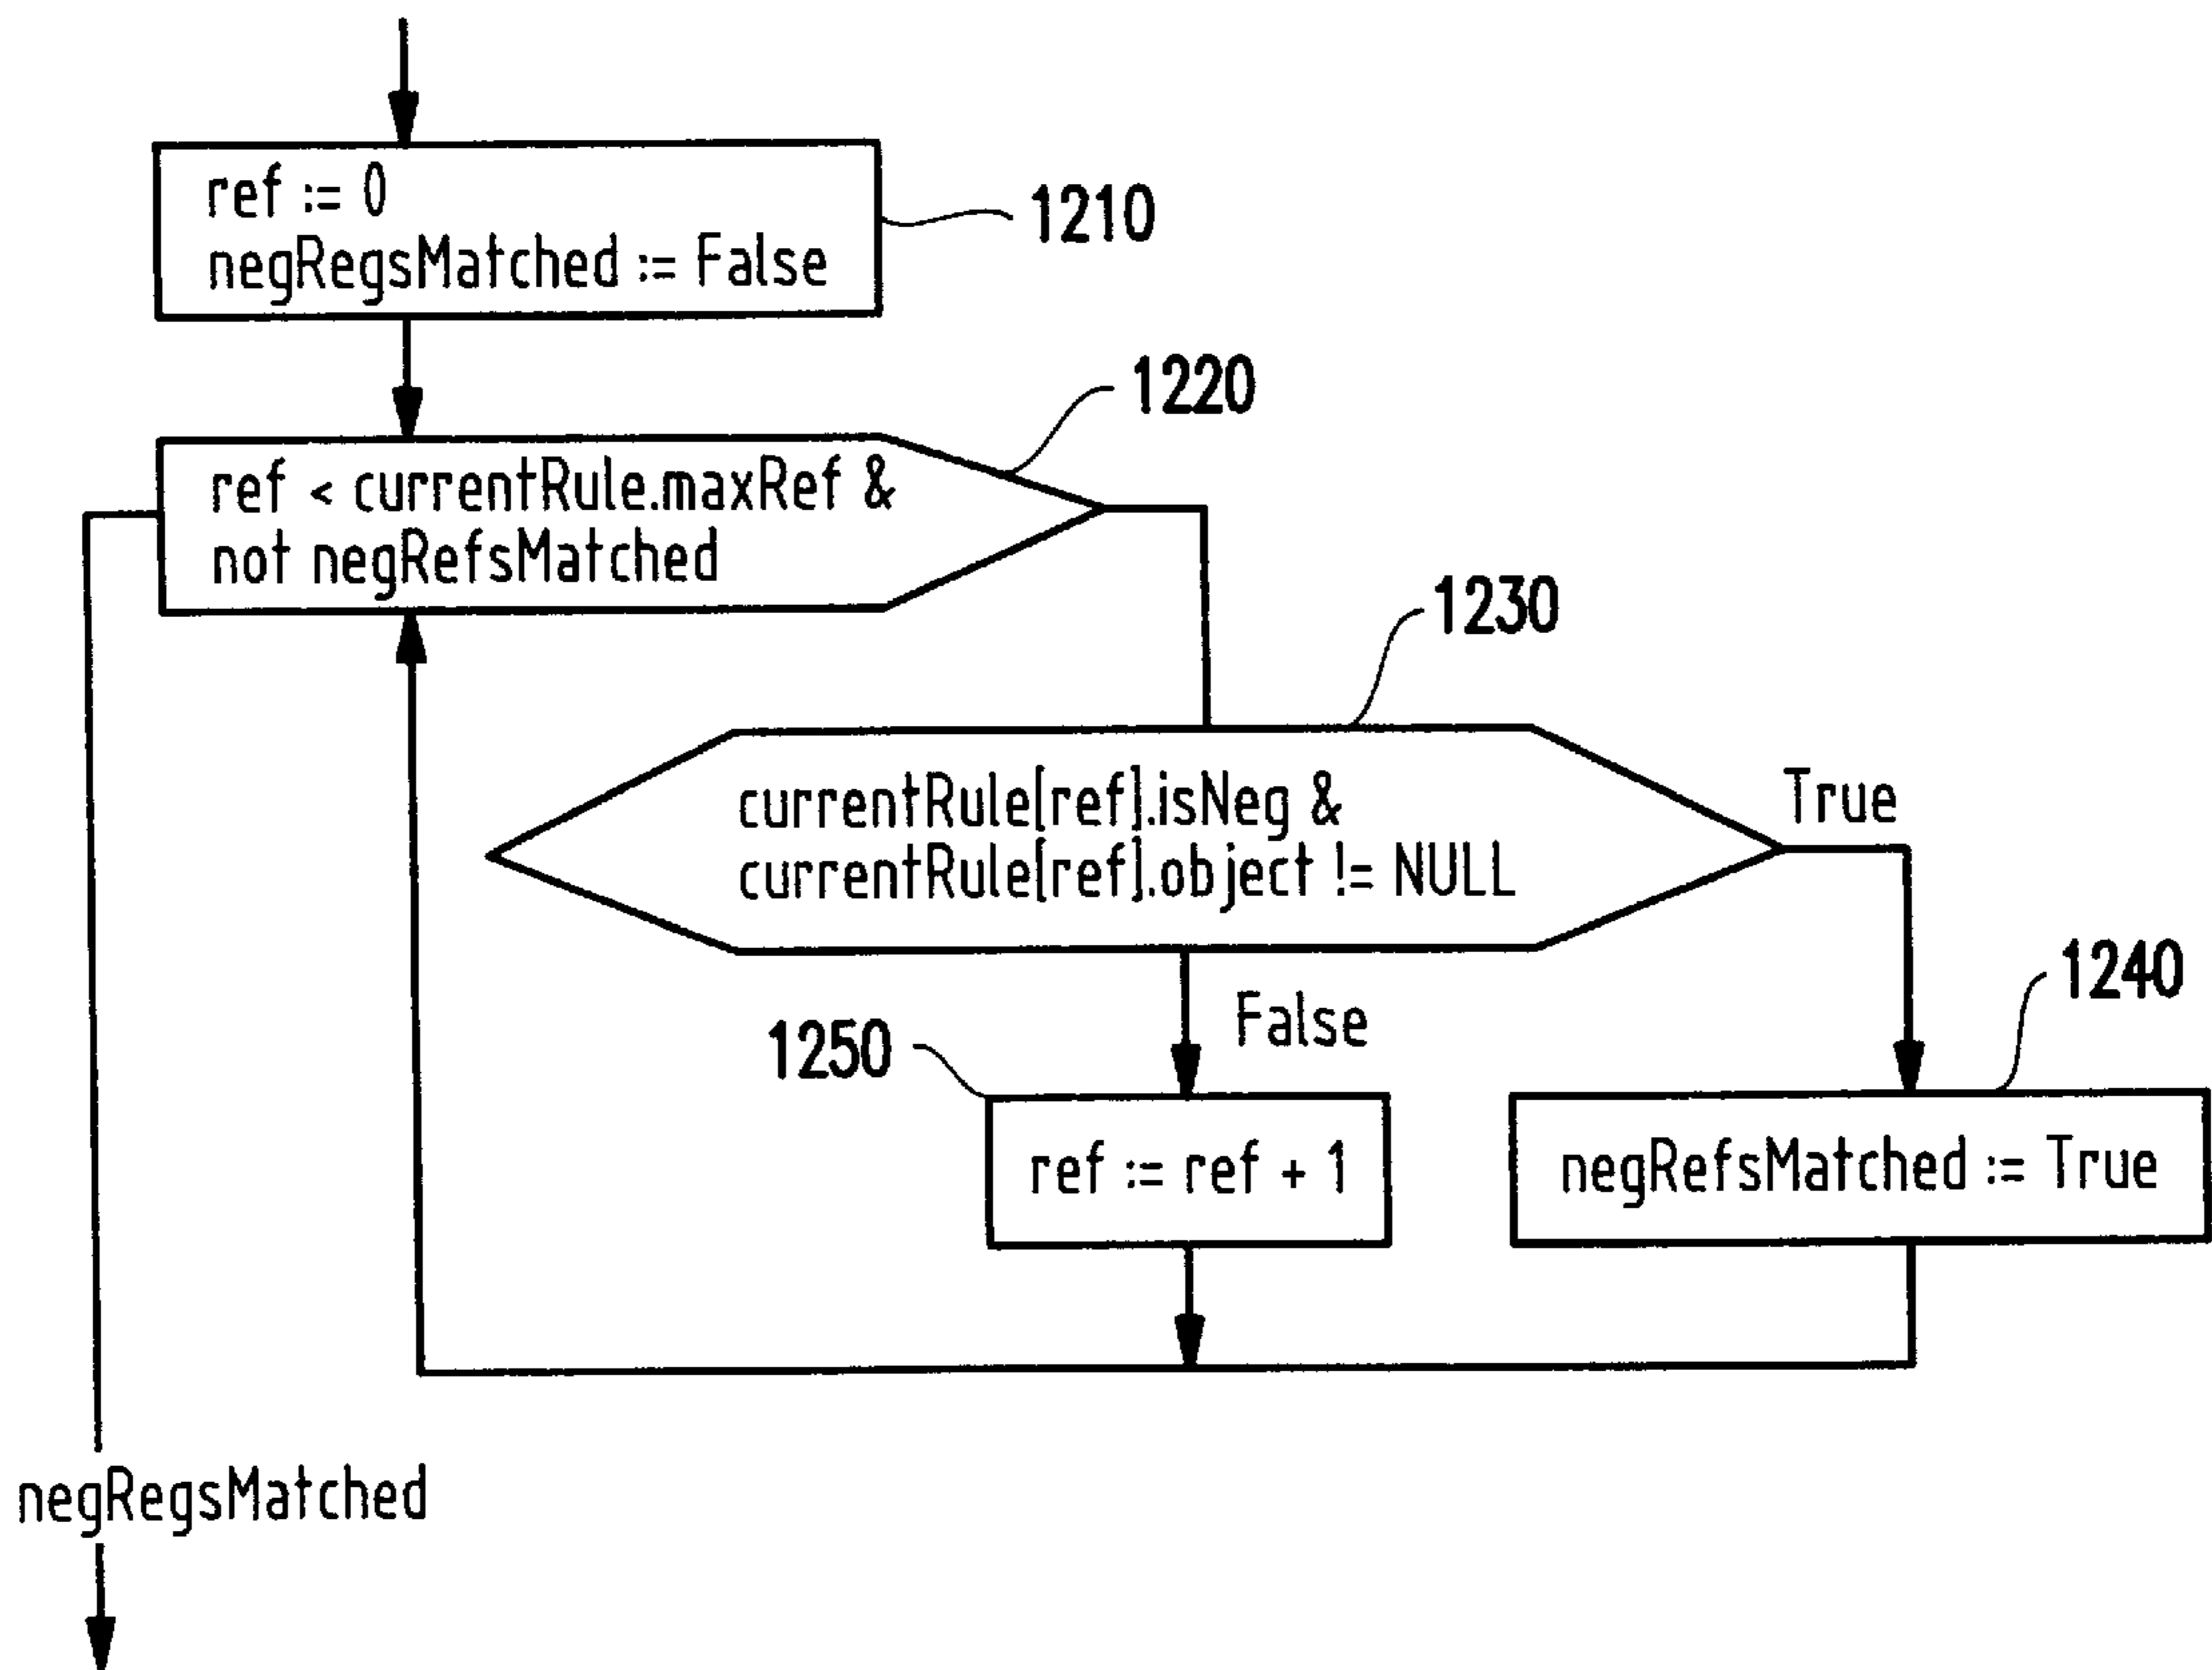 ref := 0
negRegsMatched := False
1210
1220
ref < currentRule.maxRef &
not negRefsMatched
1230
currentRule[ref].isNeg &
currentRule[ref].object != NULL
True
False
1240
1250
ref := ref + 1
negRefsMatched := True
negRegsMatched